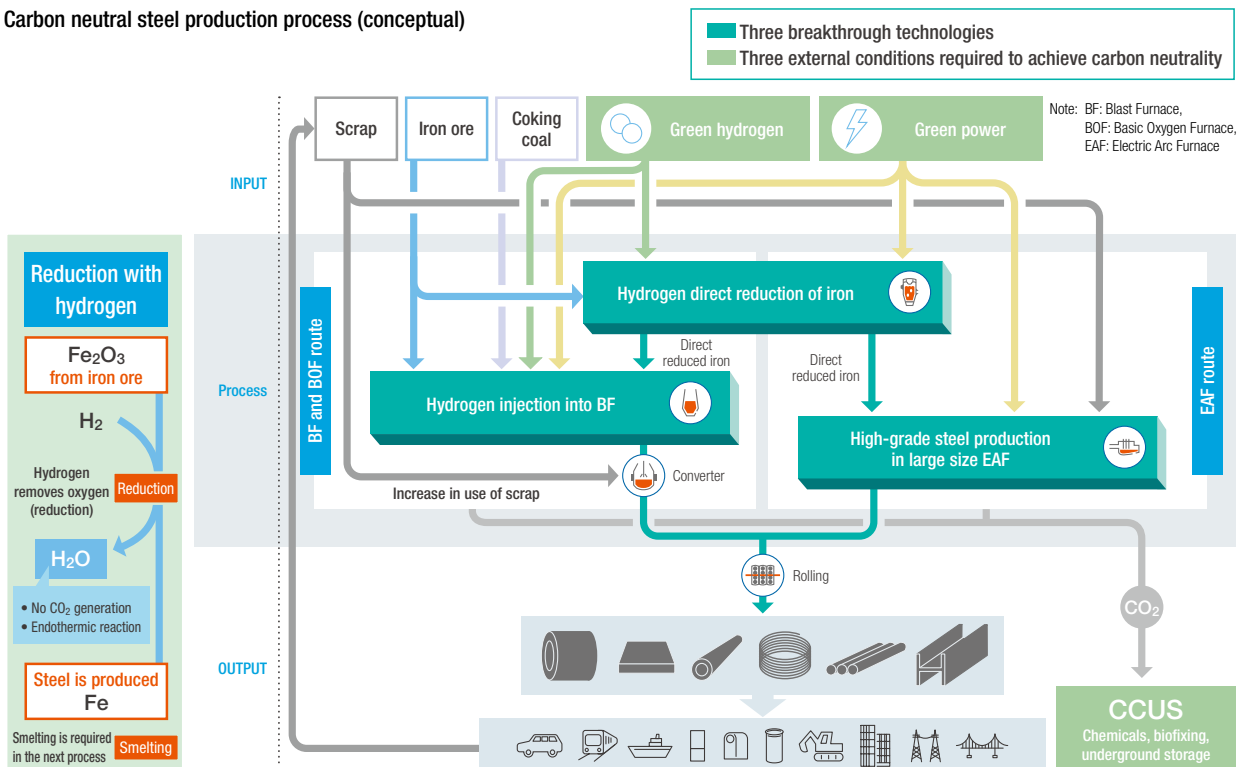 Carbon neutral steel production process (conceptual)
Three breakthrough technologies
Three external conditions required to achieve carbon neutrality
Note: BF: Blast Furnace,
BOF: Basic Oxygen Furnace,
EAF: Electric Arc Furnace
Scrap
Iron ore
Coking
coal
Green hydrogen
Green power
INPUT
Reduction with
hydrogen
Fe₂O₃
from iron ore
H₂
Hydrogen
removes oxygen
(reduction)
Reduction
H₂O
• No CO₂ generation
• Endothermic reaction
Steel is produced
Fe
Smelting is required
in the next process
Smelting
Process
BF and BOF route
EAF route
Hydrogen direct reduction of iron
Direct
reduced iron
Direct
reduced iron
Hydrogen injection into BF
High-grade steel production
in large size EAF
Converter
Increase in use of scrap
Rolling
CO₂
OUTPUT
CCUS
Chemicals, biofixing,
underground storage